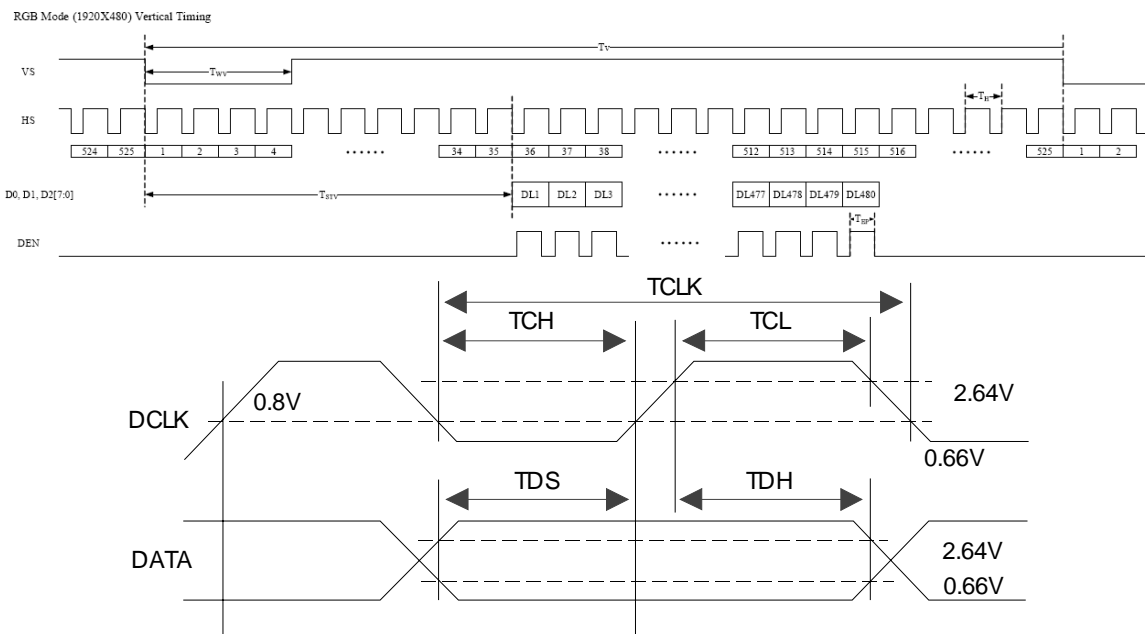 RGB Mode (1920X480) Vertical Timing
TV
VS
TWV
HS
TH
524 525 1 2 3 4 ...... 34 35 36 37 38 ...... 512 513 514 515 516 ...... 525 1 2
D0, D1, D2[7:0]
TSTV
DL1 DL2 DL3 ...... DL477 DL478 DL479 DL480
TEP
DEN
......
TCLK
TCH TCL
0.8V
2.64V
DCLK
0.66V
TDS TDH
DATA
2.64V
0.66V